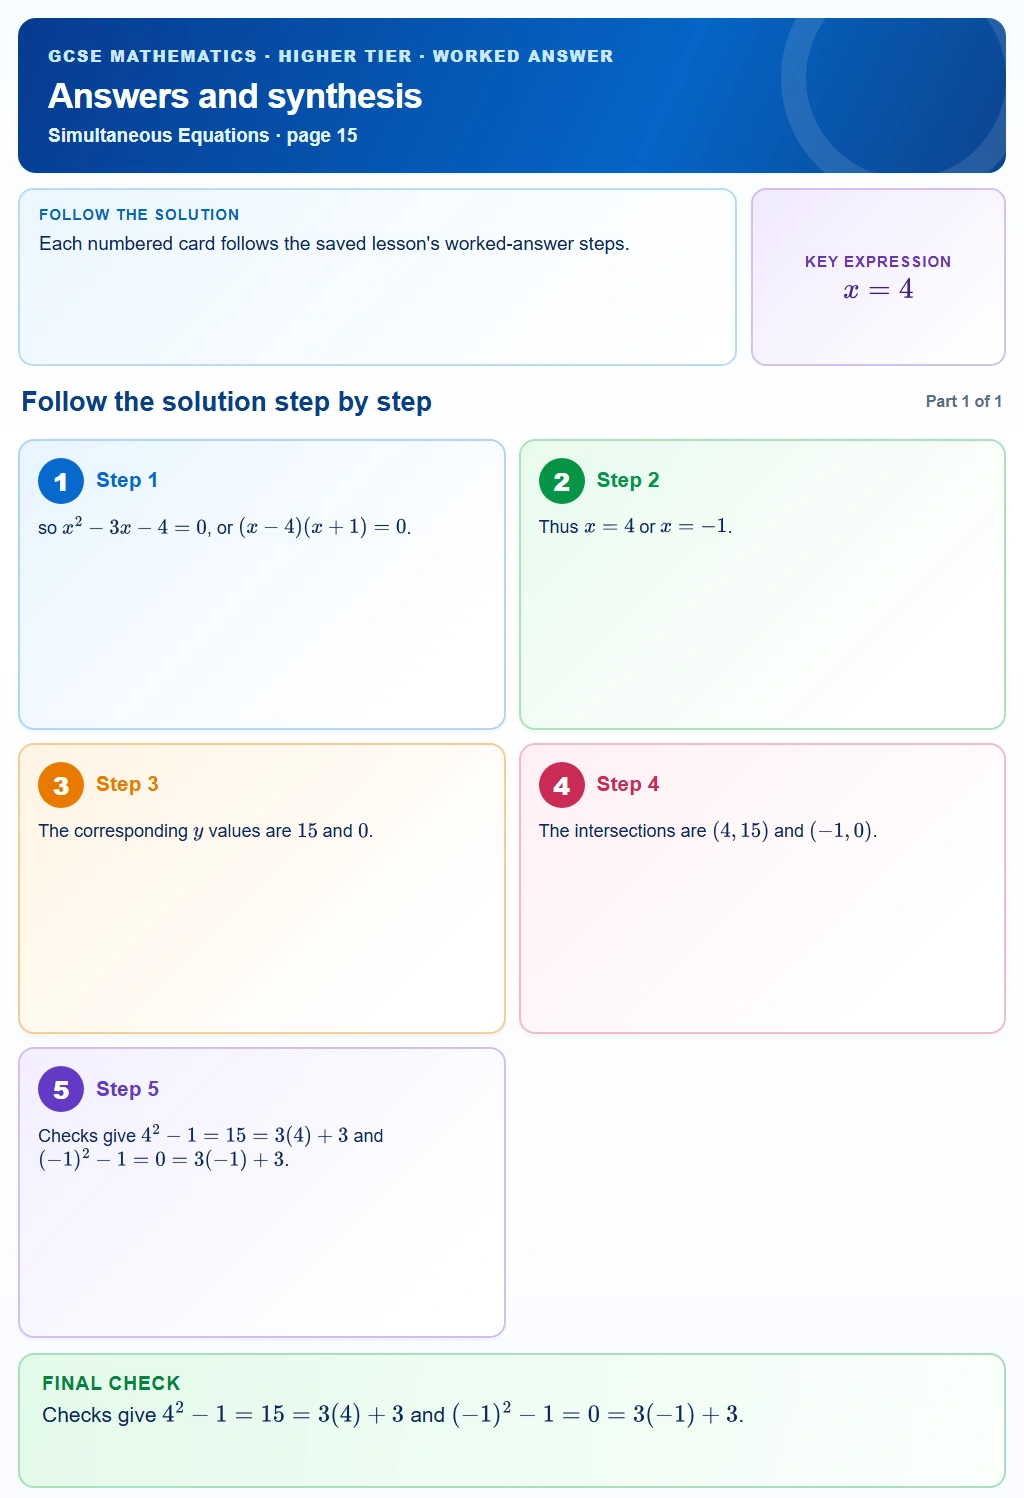 GCSE MATHEMATICS · HIGHER TIER · WORKED ANSWER
Answers and synthesis
Simultaneous Equations · page 15
FOLLOW THE SOLUTION
Each numbered card follows the saved lesson's worked-answer steps.
KEY EXPRESSION
x = 4
Follow the solution step by step
Part 1 of 1
1 Step 1
so x² − 3x − 4 = 0, or (x − 4)(x + 1) = 0.
2 Step 2
Thus x = 4 or x = −1.
3 Step 3
The corresponding y values are 15 and 0.
4 Step 4
The intersections are (4, 15) and (−1, 0).
5 Step 5
Checks give 4² − 1 = 15 = 3(4) + 3 and
(−1)² − 1 = 0 = 3(−1) + 3.
FINAL CHECK
Checks give 4² − 1 = 15 = 3(4) + 3 and (−1)² − 1 = 0 = 3(−1) + 3.